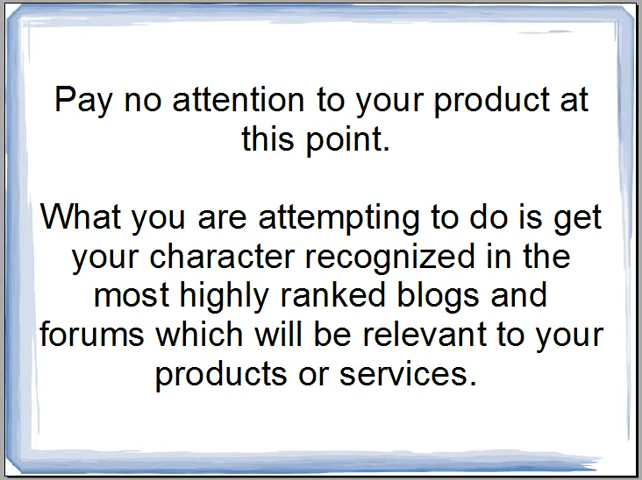 Pay no attention to your product at
this point.
What you are attempting to do is get
your character recognized in the
most highly ranked blogs and
forums which will be relevant to your
products or services.